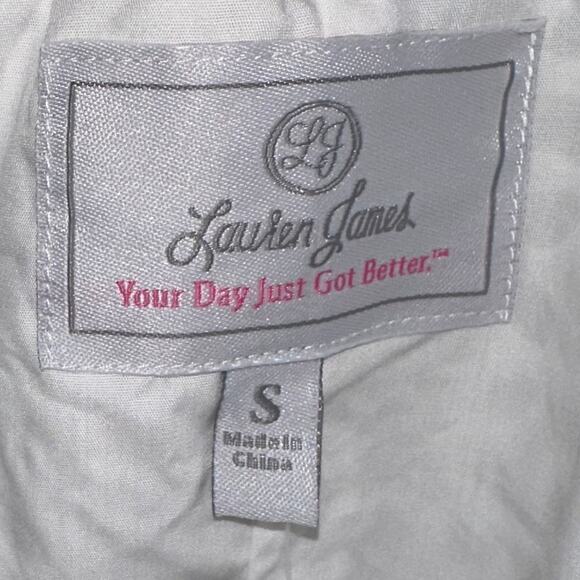 LJ
Lauren James
Your Day Just Got Better.™
S
Made In
China